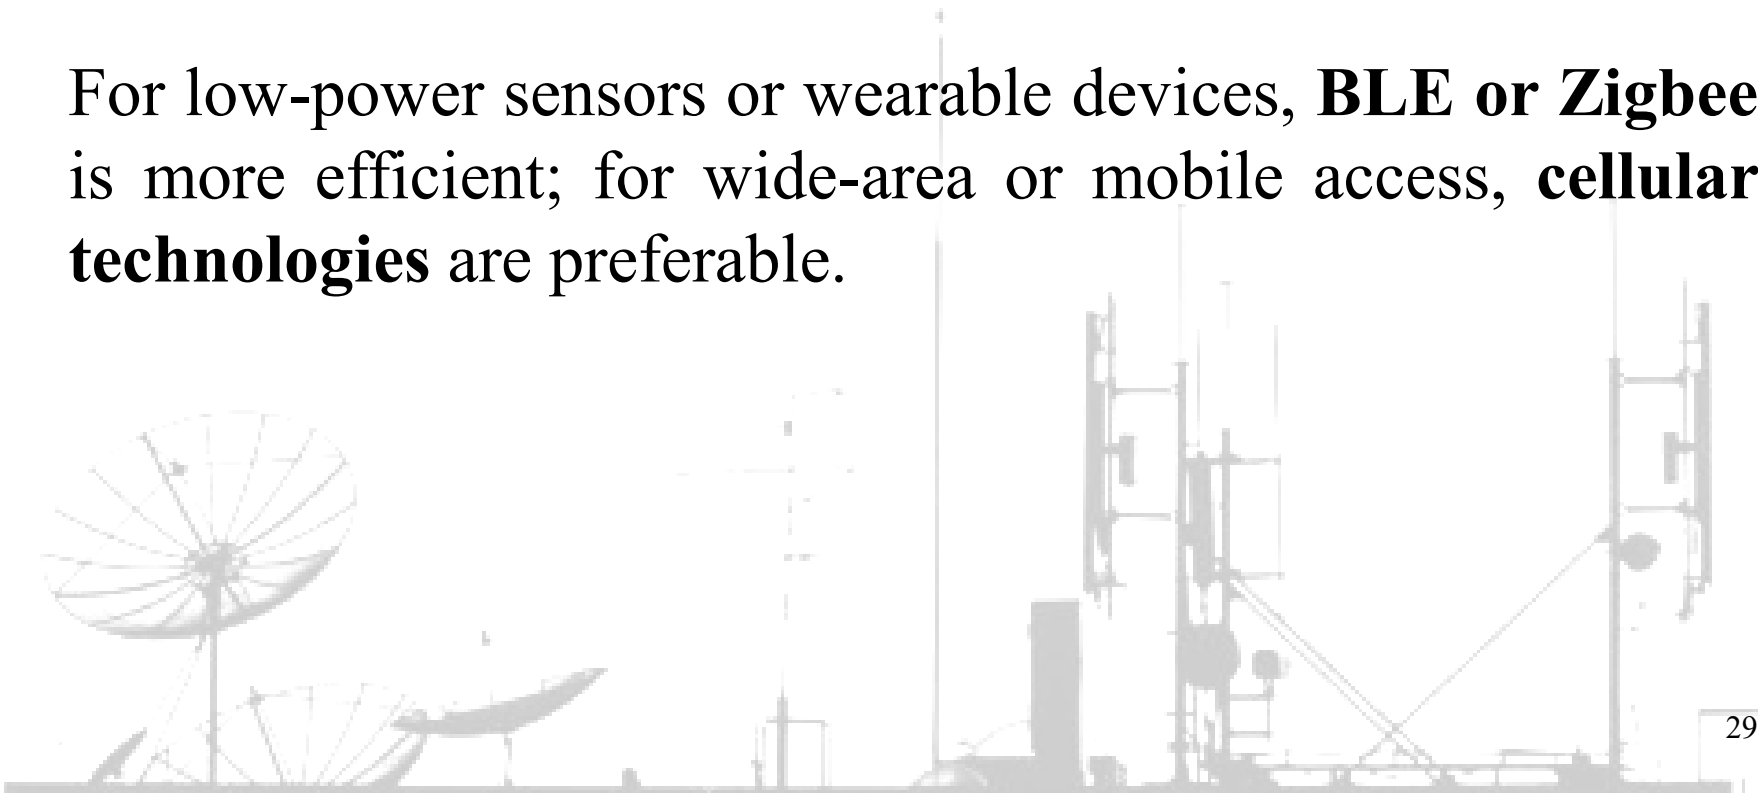 For low-power sensors or wearable devices, BLE or Zigbee
is more efficient; for wide-area or mobile access, cellular
technologies are preferable.
29